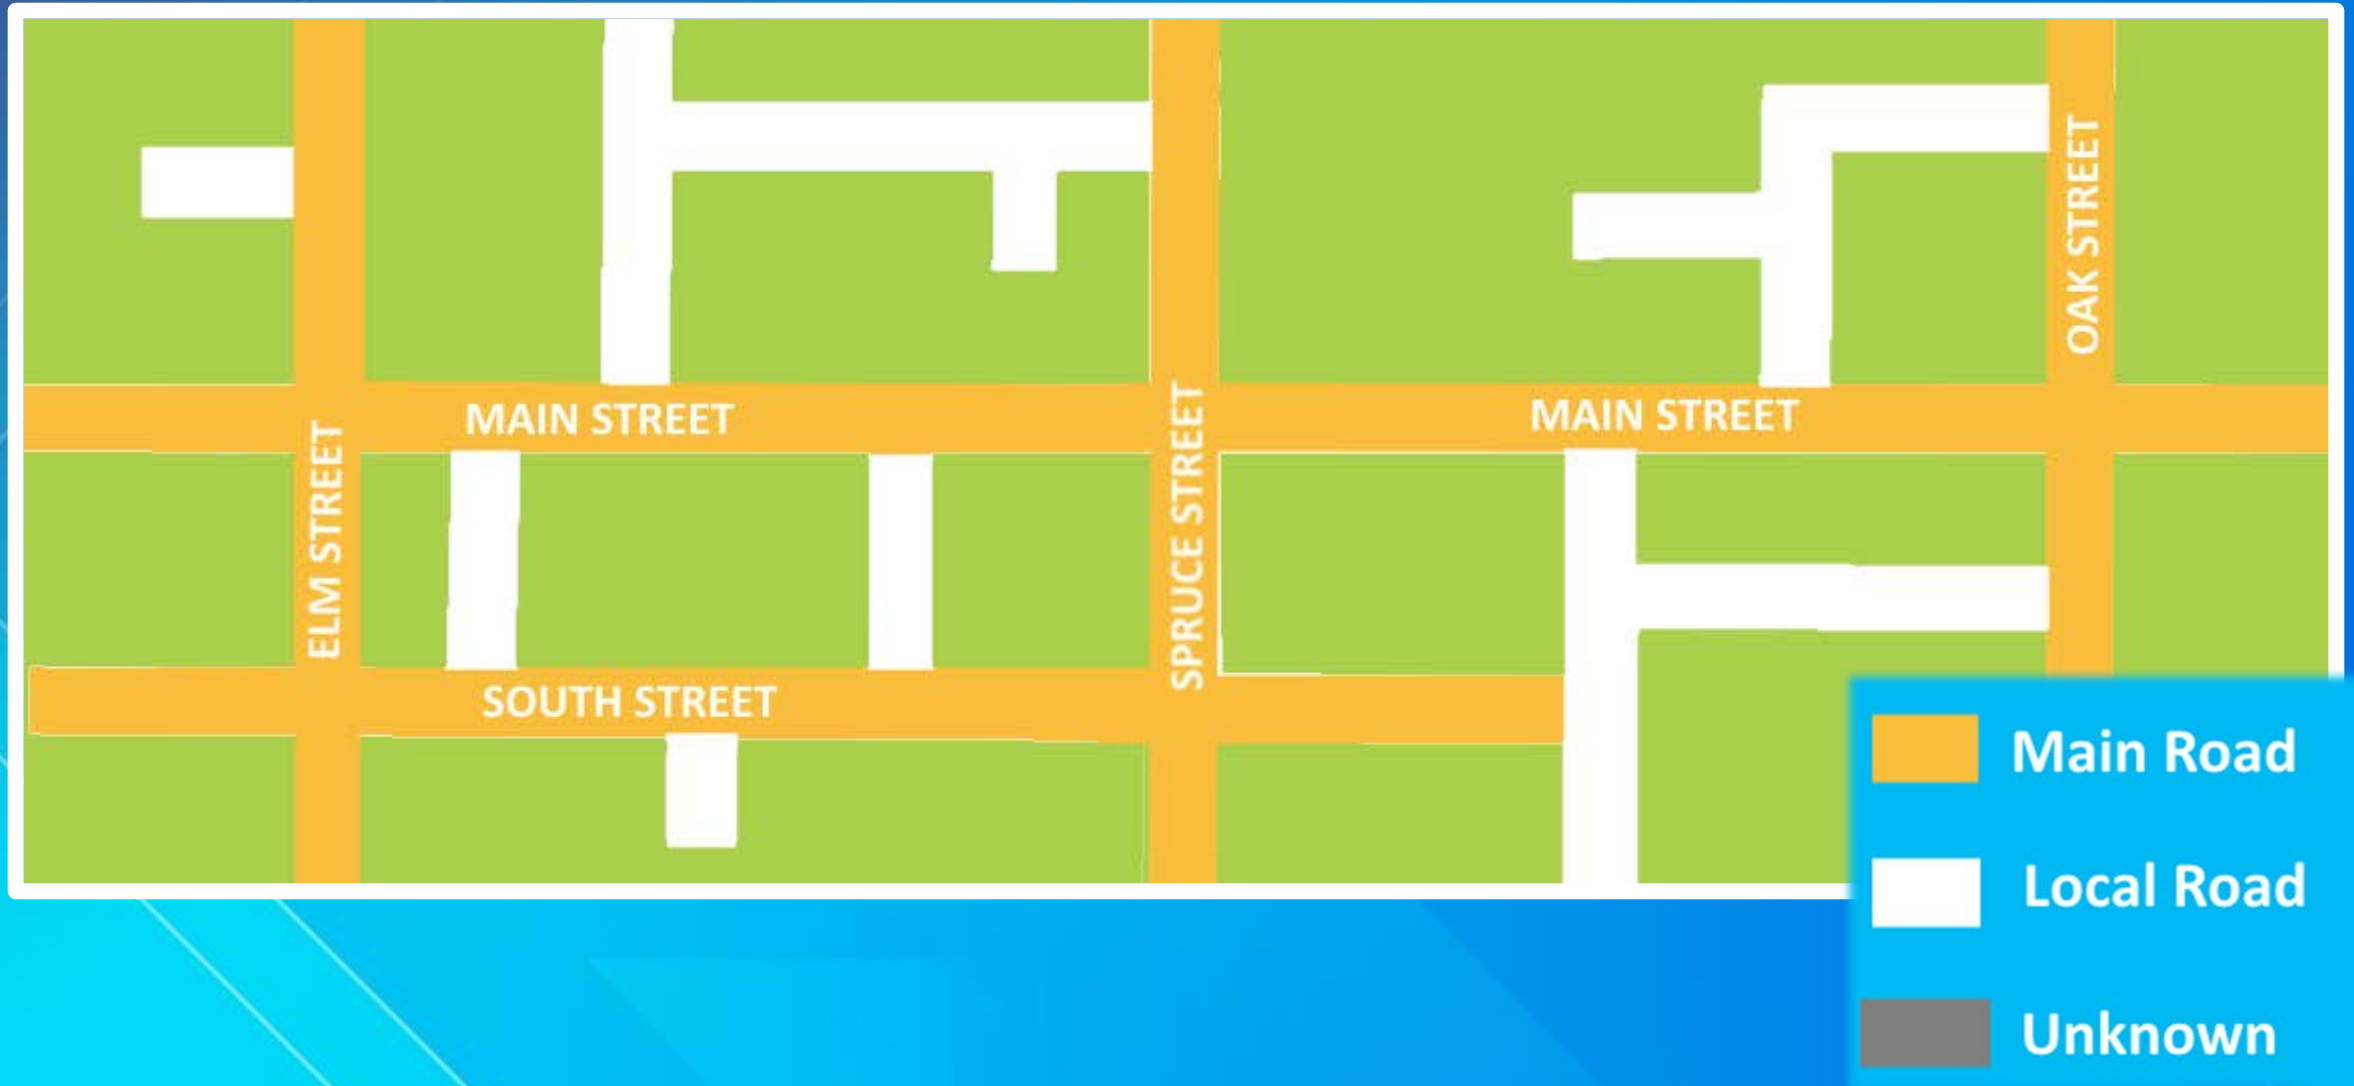 OAK STREET
MAIN STREET
MAIN STREET
ELM STREET
SPRUCE STREET
SOUTH STREET
Main Road
Local Road
Unknown